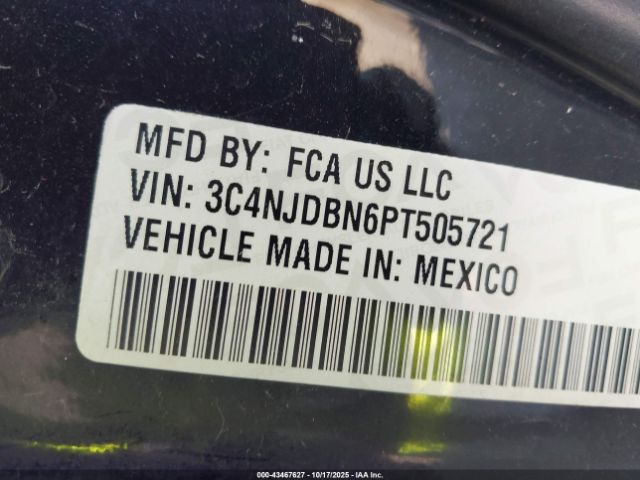 MFD BY: FCA US LLC
VIN: 3C4NJDBN6PT505721
VEHICLE MADE IN: MEXICO
000-43467627 - 10/17/2025 - IAA Inc.